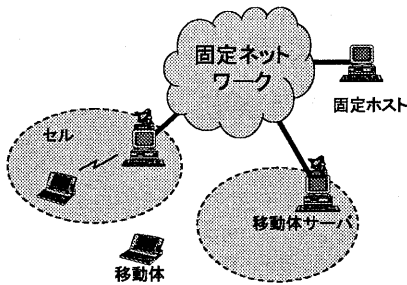 固定ネット
ワーク
固定ホスト
セル
移動体サーバ
移動体